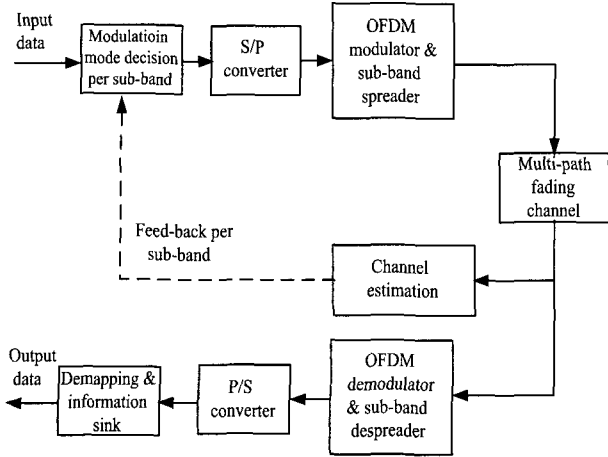 Input
data
Modulatioin
mode decision
per sub-band
S/P
converter
OFDM
modulator &
sub-band
spreader
Multi-path
fading
channel
Feed-back per
sub-band
Channel
estimation
Output
data
Demapping &
information
sink
P/S
converter
OFDM
demodulator
& sub-band
despreader